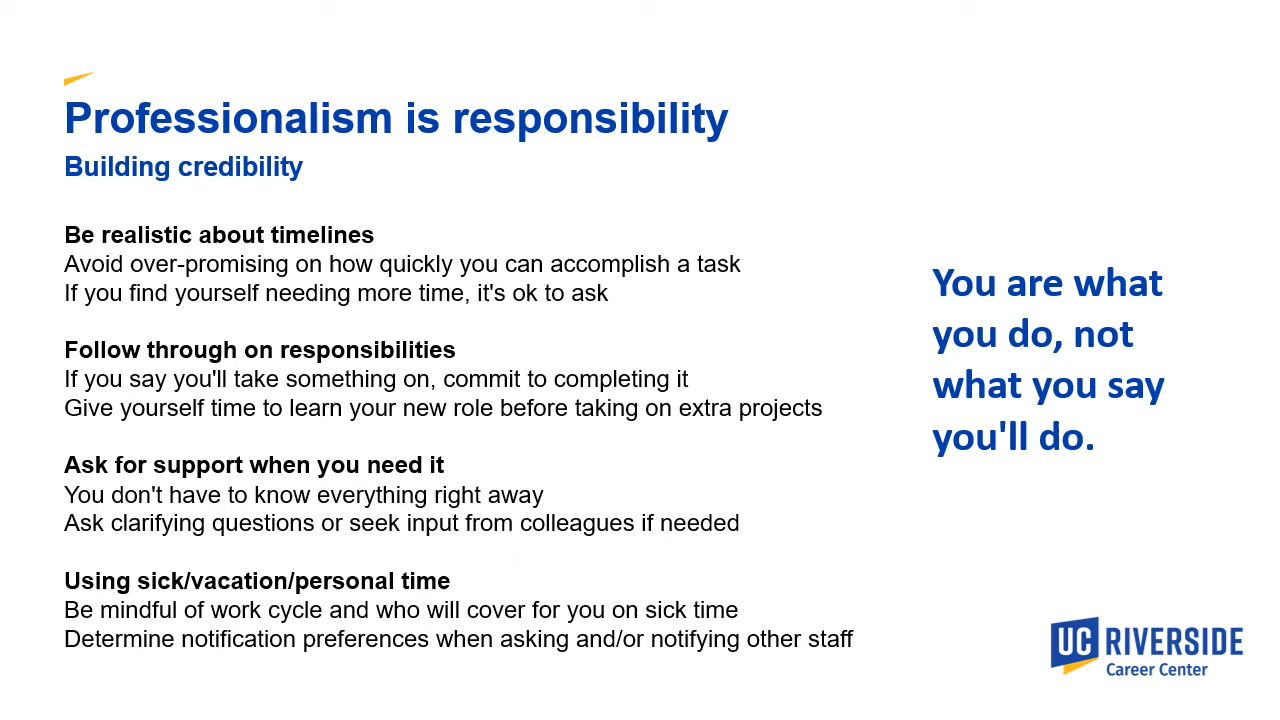 Professionalism is responsibility
Building credibility
Be realistic about timelines
Avoid over-promising on how quickly you can accomplish a task
If you find yourself needing more time, it's ok to ask
Follow through on responsibilities
If you say you'll take something on, commit to completing it
Give yourself time to learn your new role before taking on extra projects
Ask for support when you need it
You don't have to know everything right away
Ask clarifying questions or seek input from colleagues if needed
Using sick/vacation/personal time
Be mindful of work cycle and who will cover for you on sick time
Determine notification preferences when asking and/or notifying other staff
You are what
you do, not
what you say
you'll do.
UC RIVERSIDE
Career Center